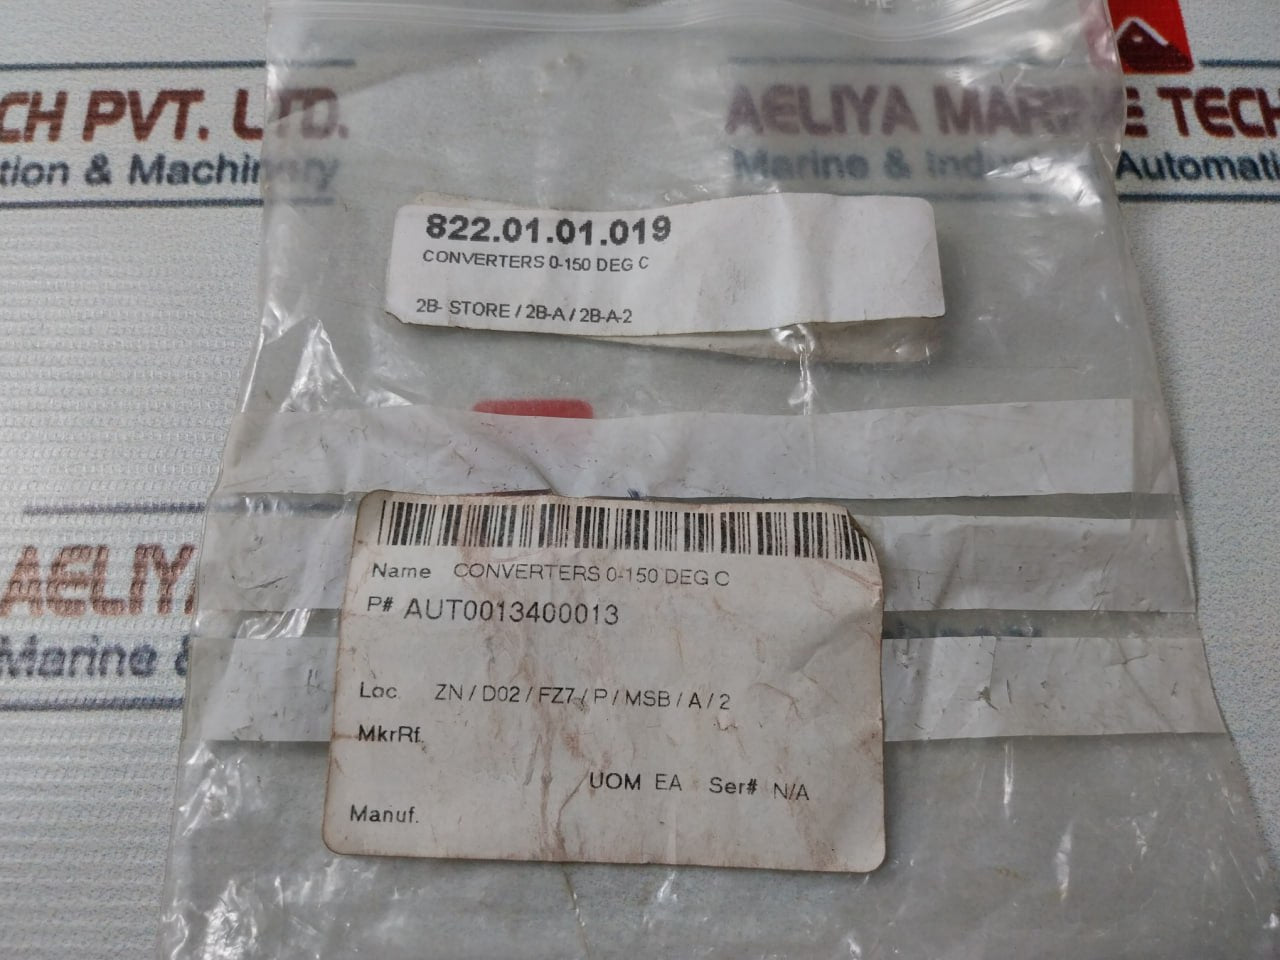 CH PVT. LTD.
tion & Machinery
AELIYA MARINE TECH
Marine & Industrial Automati
822.01.01.019
CONVERTERS 0-150 DEG C
2B- STORE / 2B-A / 2B-A-2
Name CONVERTERS 0-150 DEG C
P# AUT0013400013
Loc. ZN / D02 / FZ7 / P / MSB / A / 2
MkrRf.
UOM EA Ser# N/A
Manuf.
AELIY
Marine &